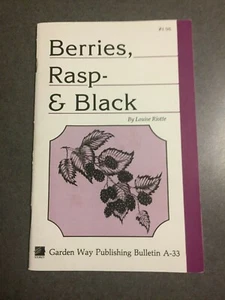 Berries,
Rasp-
& Black
By Louise Riotte
Garden Way Publishing Bulletin A-33